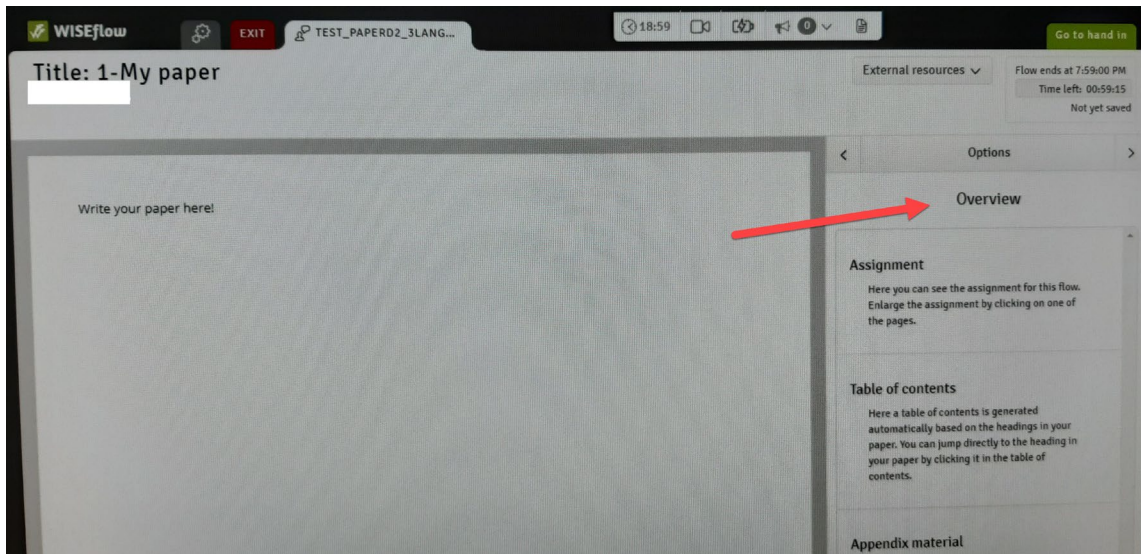 WISEflow
EXIT
TEST_PAPERD2_3LANG...
18:59
0
Go to hand in
Title: 1-My paper
External resources
Flow ends at 7:59:00 PM
Time left: 00:59:15
Not yet saved
Write your paper here!
Options
Overview
Assignment
Here you can see the assignment for this flow.
Enlarge the assignment by clicking on one of
the pages.
Table of contents
Here a table of contents is generated
automatically based on the headings in your
paper. You can jump directly to the heading in
your paper by clicking it in the table of
contents.
Appendix material